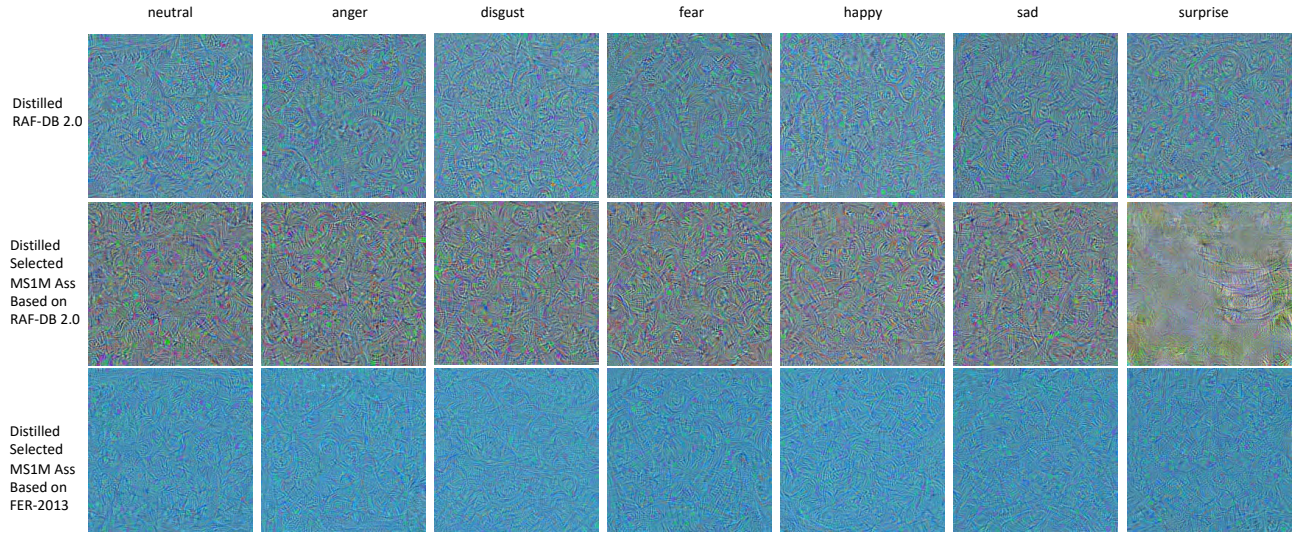 neutral anger disgust fear happy sad surprise
Distilled
RAF-DB 2.0
Distilled
Selected
MS1M Ass
Based on
RAF-DB 2.0
Distilled
Selected
MS1M Ass
Based on
FER-2013